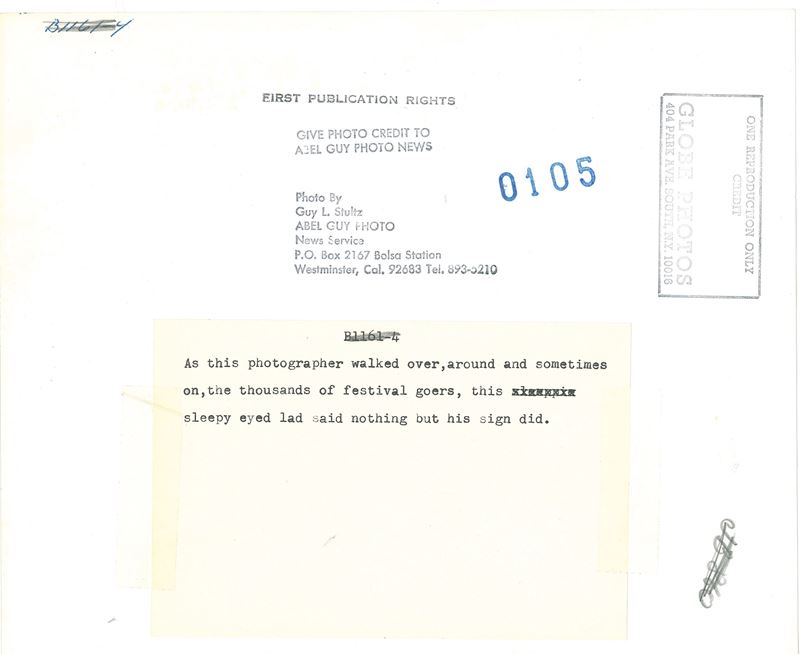 B1161-4
FIRST PUBLICATION RIGHTS
GIVE PHOTO CREDIT TO
ABEL GUY PHOTO NEWS
0105
Photo By
Guy L. Stultz
ABEL GUY PHOTO
News Service
P.O. Box 2167 Bolsa Station
Westminster, Cal. 92683 Tel. 893-5210
ONE REPRODUCTION ONLY
CREDIT
GLOBE PHOTOS
404 PARK AVE. SOUTH, N.Y. 10016
B1161-4
As this photographer walked over,around and sometimes
on,the thousands of festival goers, this
sleepy eyed lad said nothing but his sign did.